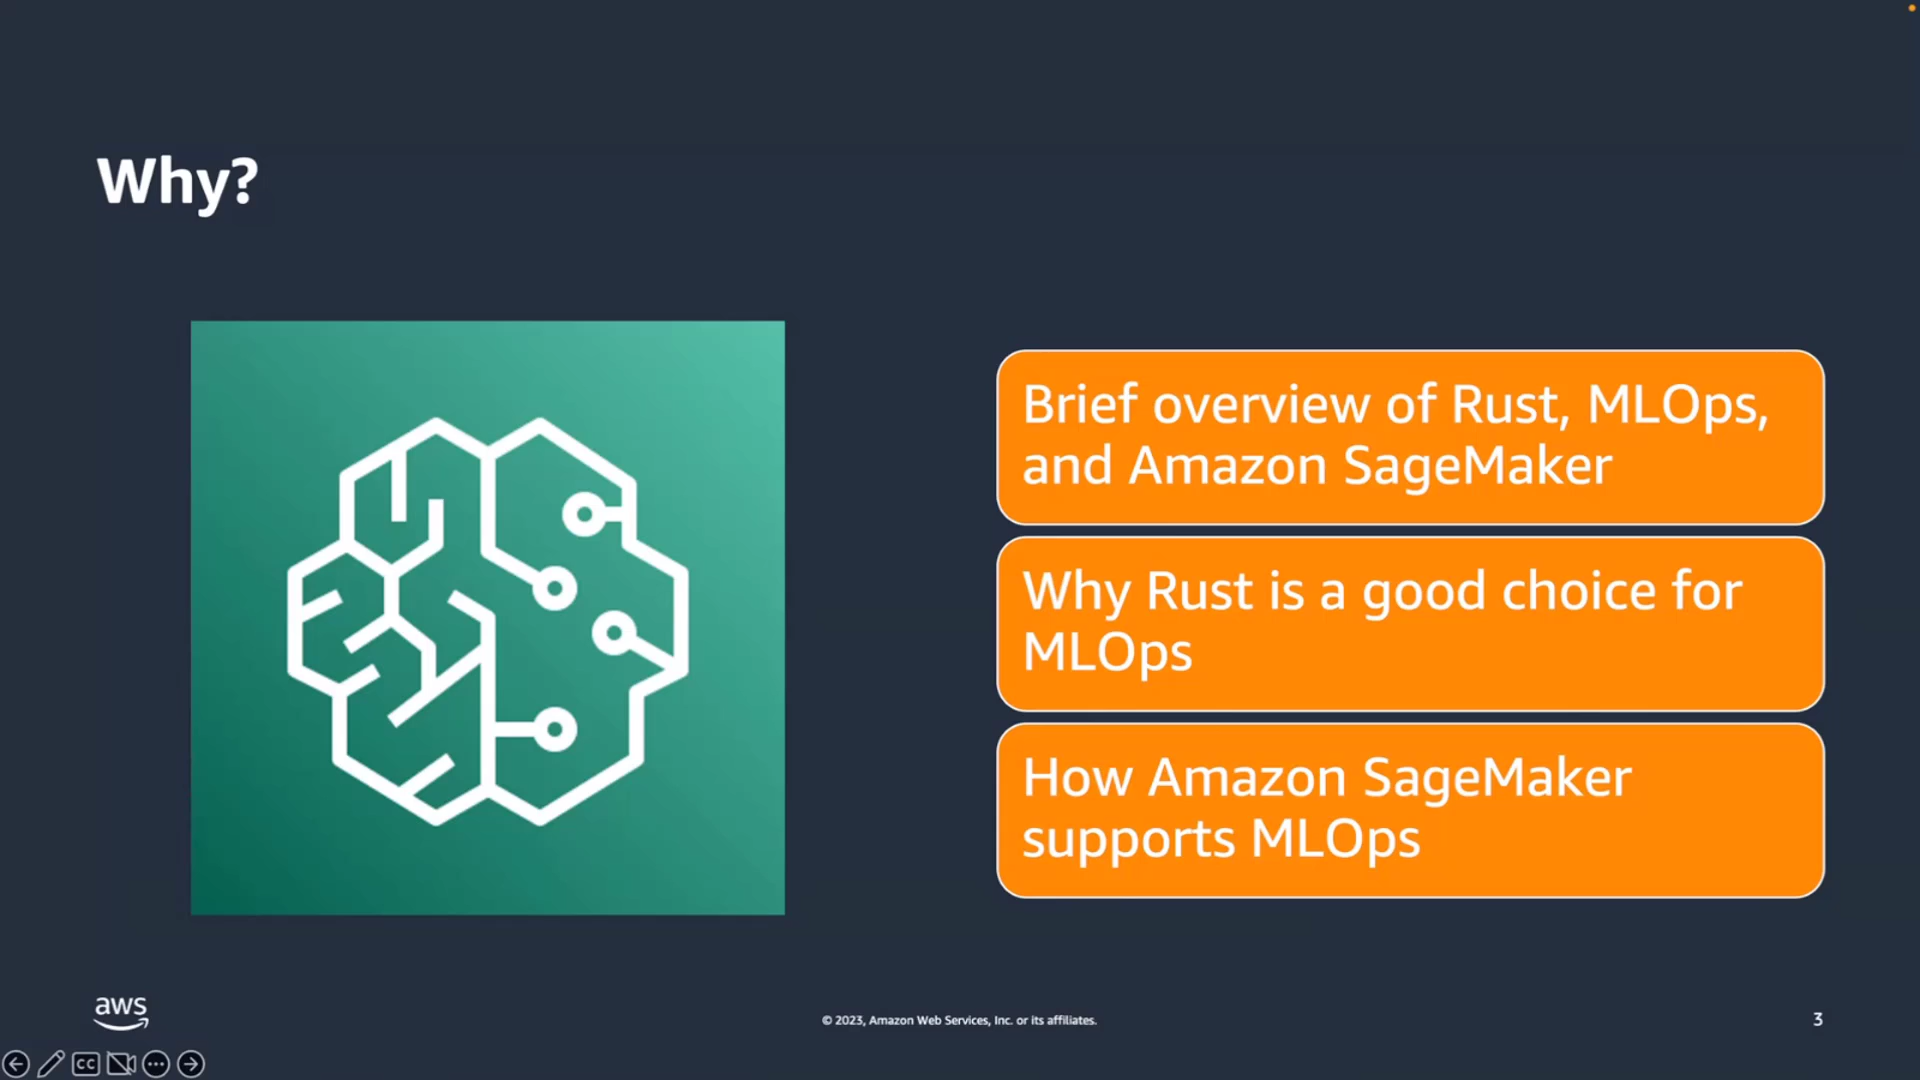 Why?
Brief overview of Rust, MLOps,
and Amazon SageMaker
Why Rust is a good choice for
MLOps
How Amazon SageMaker
supports MLOps
aws
© 2023, Amazon Web Services, Inc. or its affiliates.
3
CC